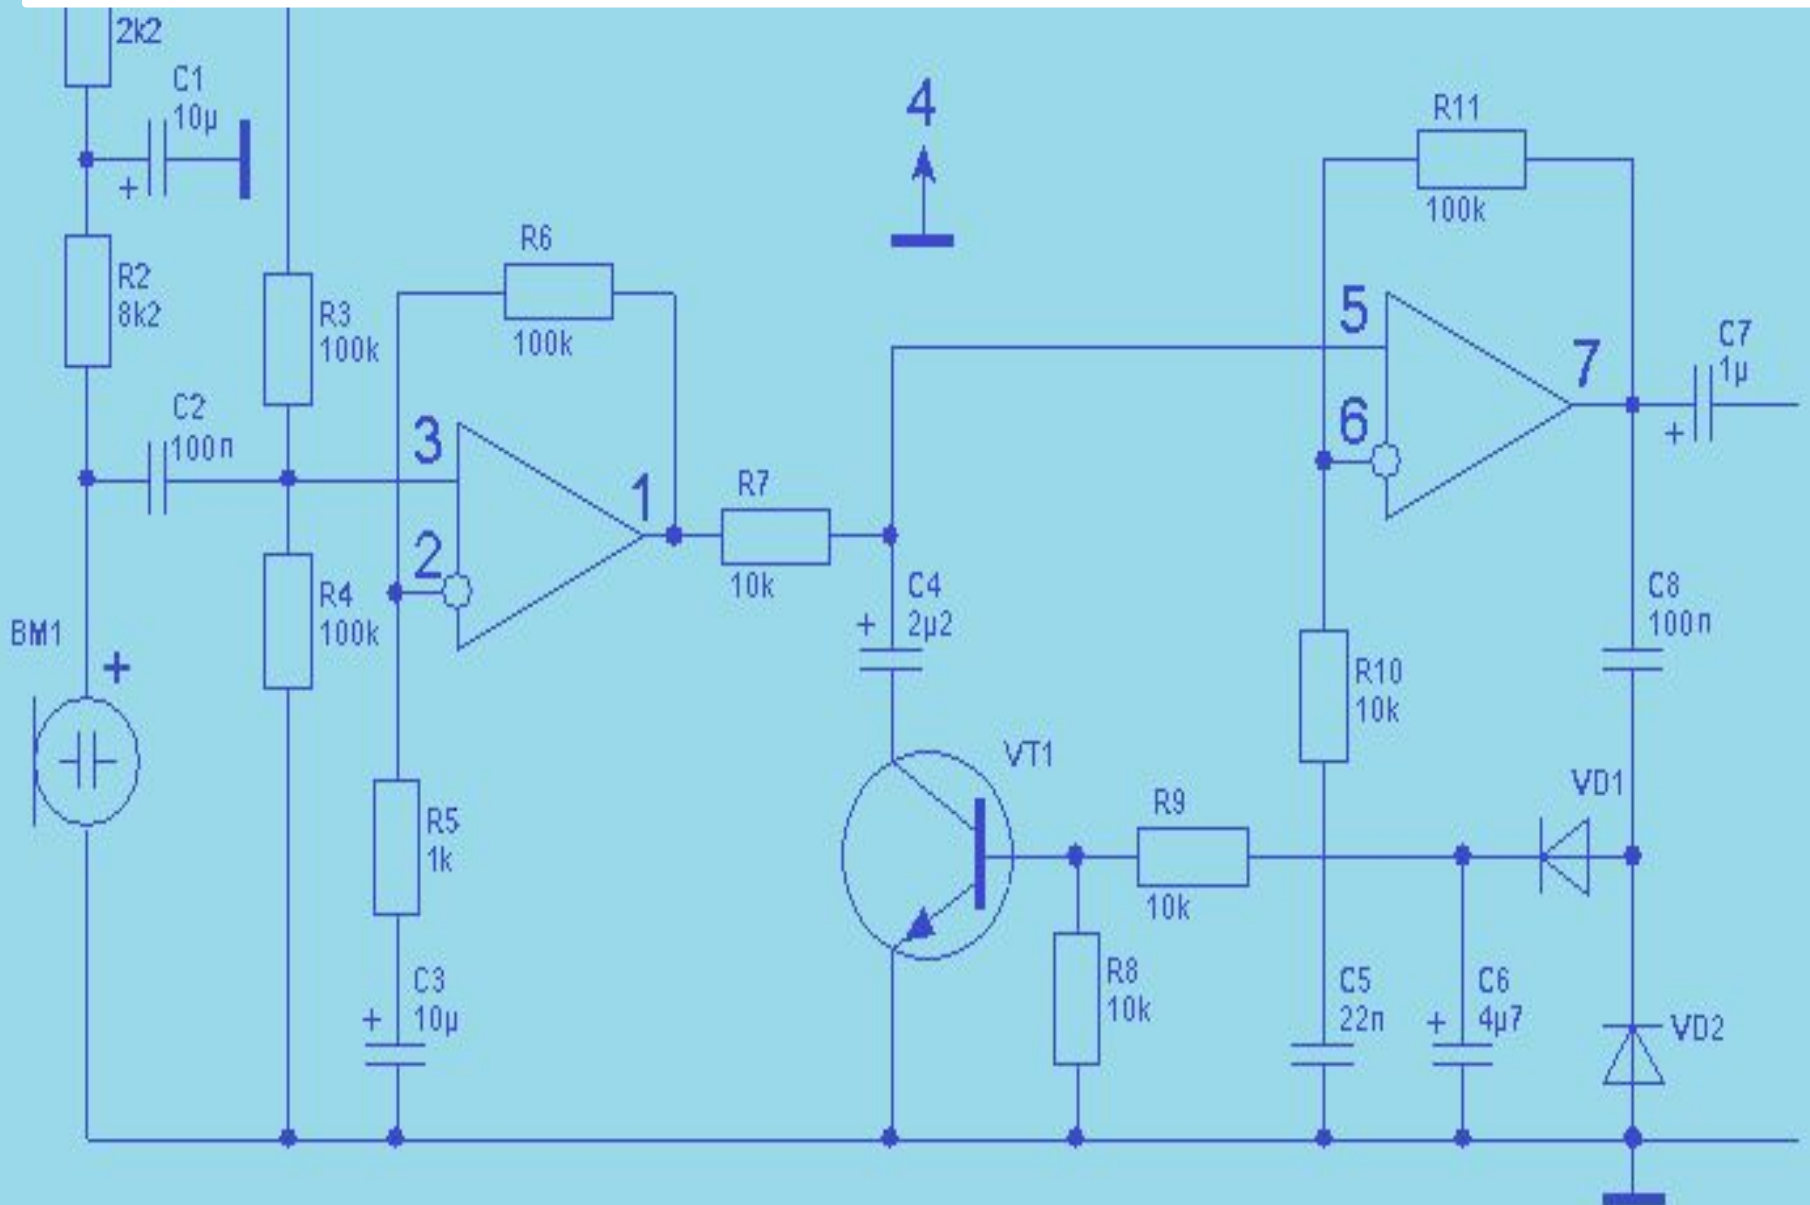 2k2
C1
10µ
+
R2
8k2
R3
100k
C2
100n
BM1
+
R4
100k
R6
100k
3
2
1
R5
1k
C3
10µ
+
R7
10k
4
C4
2µ2
+
VT1
R9
10k
R8
10k
R11
100k
5
6
7
C7
1µ
+
R10
10k
C8
100n
VD1
C5
22n
C6
4µ7
+
VD2